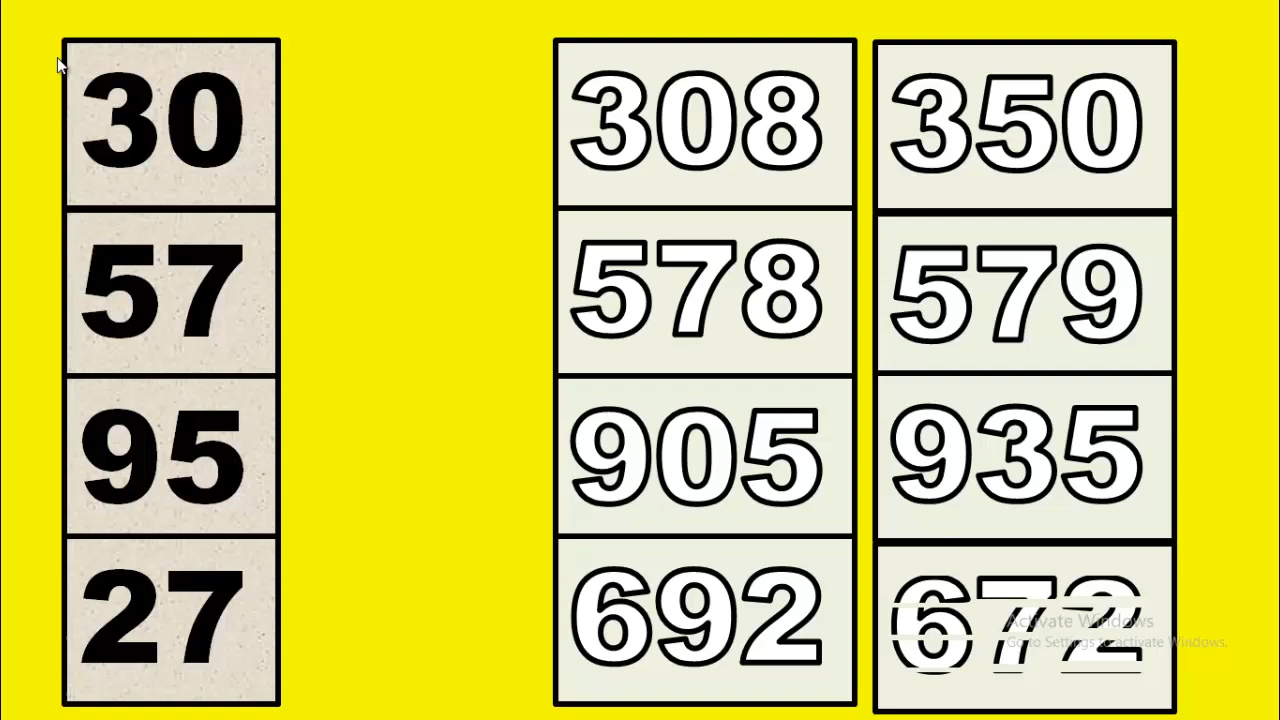 30 308 350
57 578 579
95 905 935
27 692 672
Activate Windows
Go to Settings to activate Windows.